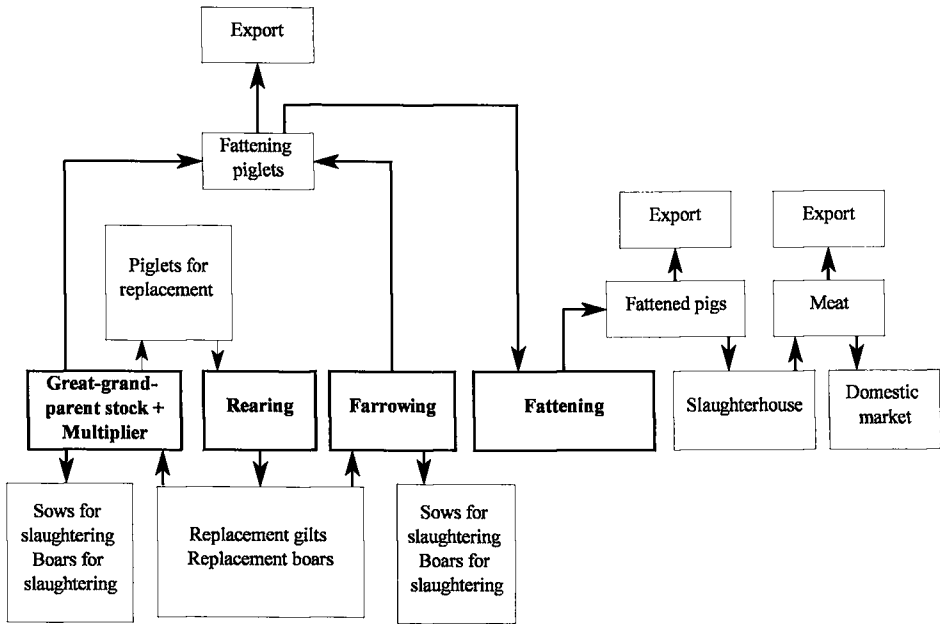 Export
Fattening
piglets
Export
Export
Piglets for
replacement
Fattened pigs
Meat
Great-grand-
parent stock +
Multiplier
Rearing
Farrowing
Fattening
Slaughterhouse
Domestic
market
Sows for
slaughtering
Boars for
slaughtering
Replacement gilts
Replacement boars
Sows for
slaughtering
Boars for
slaughtering